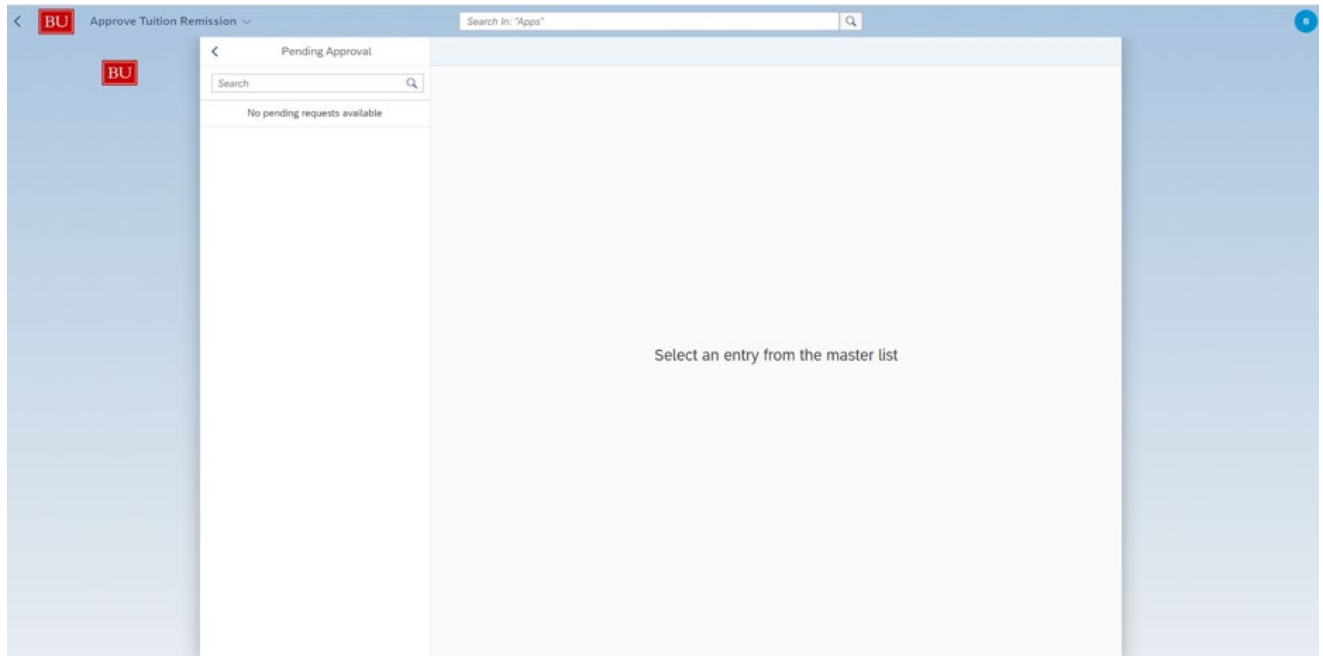 BU Approve Tuition Remission Search In: "Apps" B
BU
Pending Approval
Search
No pending requests available
Select an entry from the master list